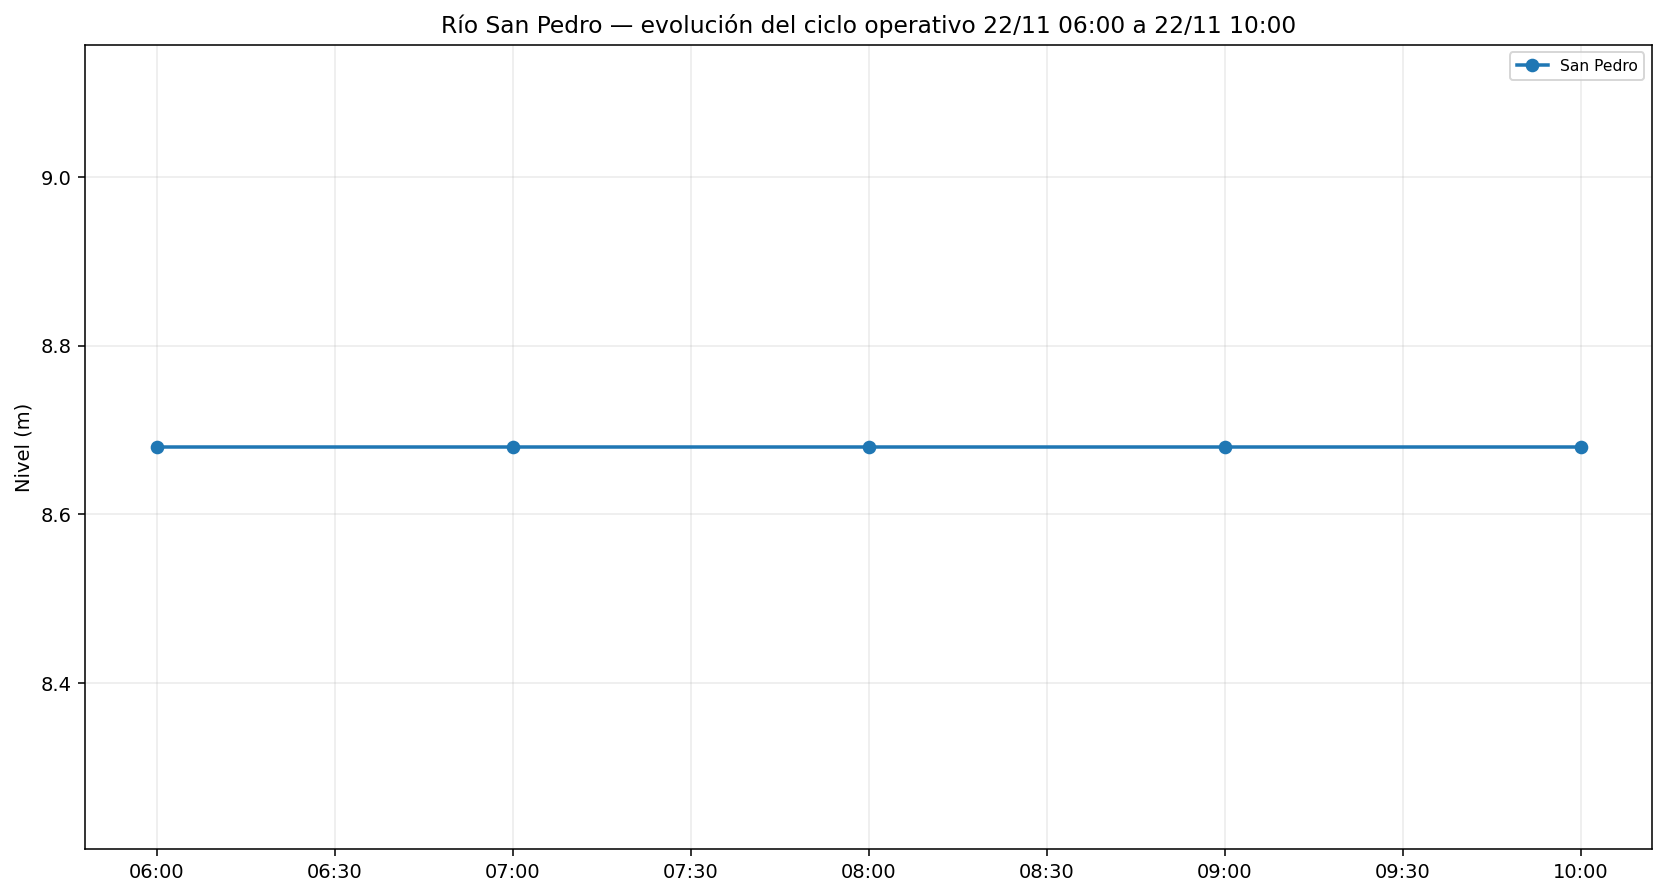 Río San Pedro — evolución del ciclo operativo 22/11 06:00 a 22/11 10:00
San Pedro
Nivel (m)
9.0
8.8
8.6
8.4
06:00 06:30 07:00 07:30 08:00 08:30 09:00 09:30 10:00